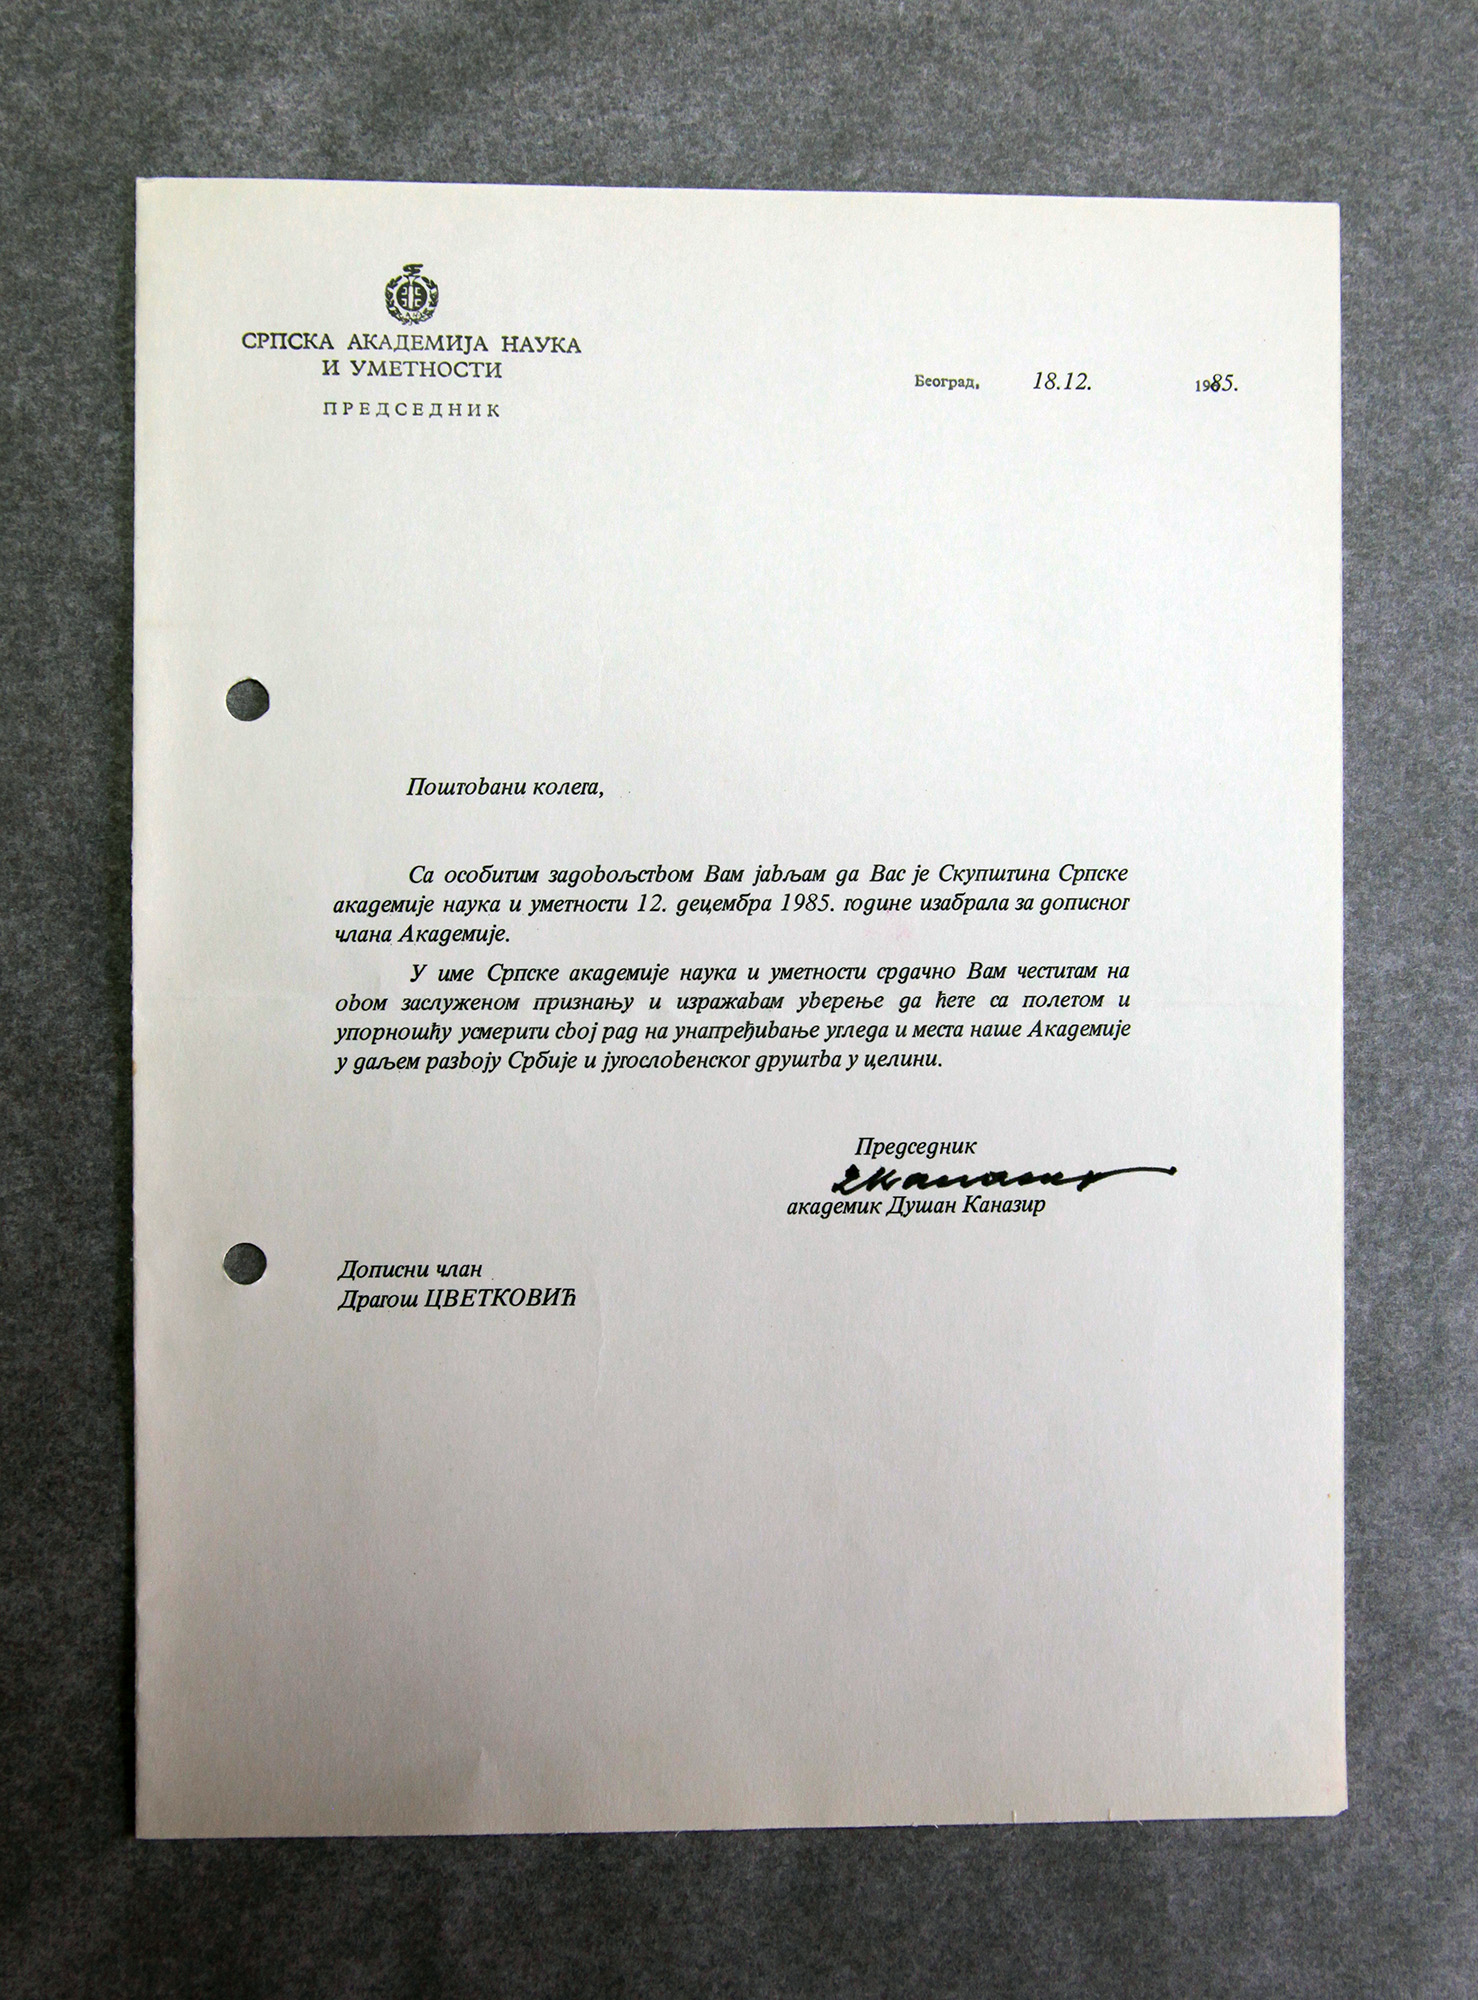 СРПСКА АКАДЕМИЈА НАУКА
И УМЕТНОСТИ
ПРЕДСЕДНИК
Београд, 18.12. 1985.
Поштовани колега,
Са особитим задовољством Вам јављам да Вас је Скупштина Српске
академије наука и уметности 12. децембра 1985. године изабрала за дописног
члана Академије.
У име Српске академије наука и уметности срдачно Вам честитам на
овом заслуженом признању и изражавам уверење да ћете са полетом и
упорношћу усмерити свој рад на унапређивање угледа и места наше Академије
у даљем развоју Србије и југословенског друштва у целини.
Председник
академик Душан Каназир
Дописни члан
Драгош ЦВЕТКОВИЋ